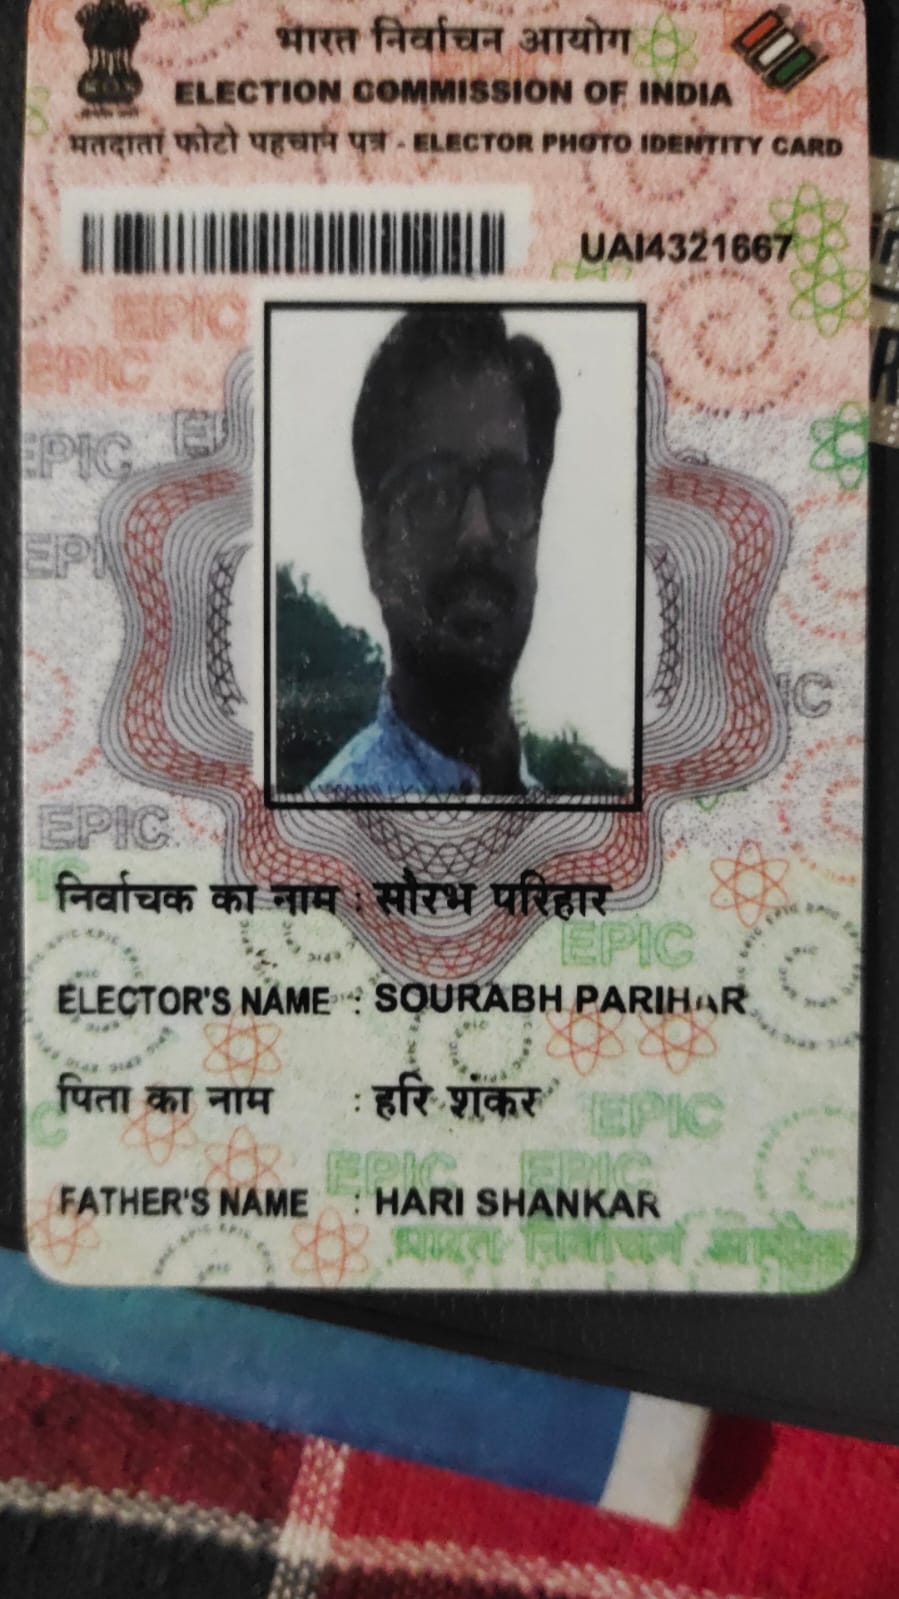 भारत निर्वाचन आयोग
ELECTION COMMISSION OF INDIA
मतदाता फोटो पहचान पत्र - ELECTOR PHOTO IDENTITY CARD
UAI4321667
EPIC
EPIC
EPIC
EPIC
EPIC
निर्वाचक का नाम : सौरभ परिहार
EPIC
ELECTOR'S NAME : SOURABH PARIHAR
पिता का नाम : हरि शंकर
EPIC
EPIC EPIC
FATHER'S NAME : HARI SHANKAR
भारत निर्वाचन आयोग